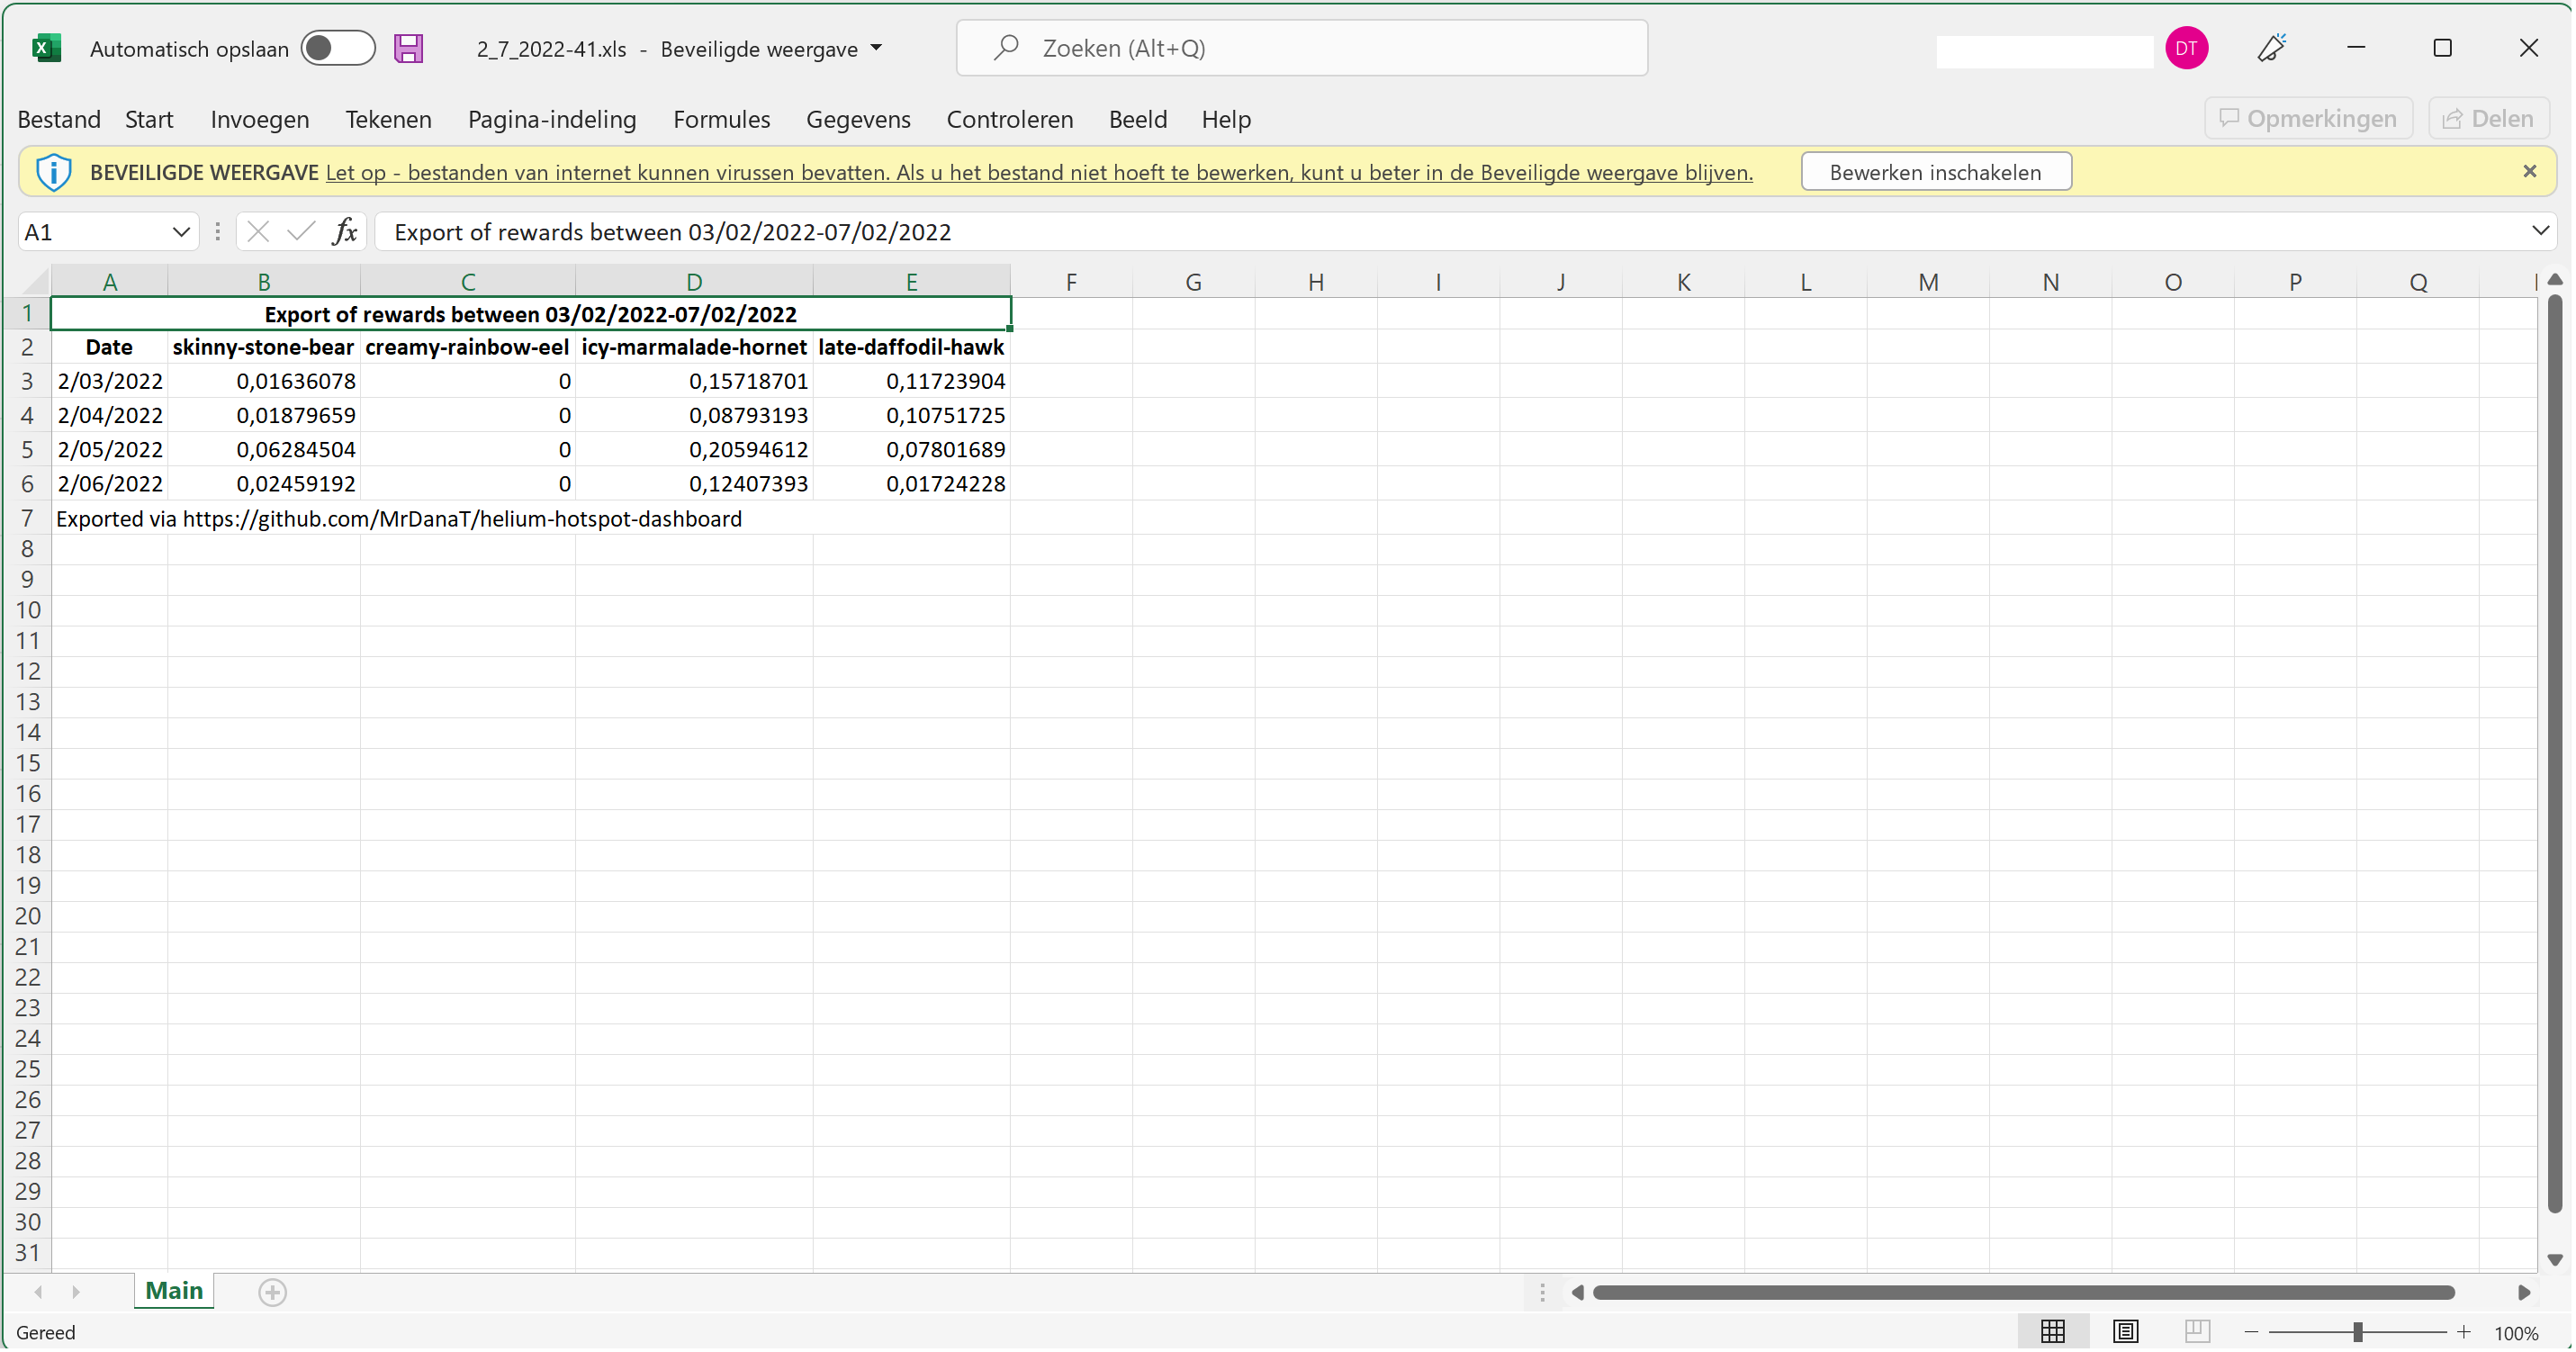 Automatisch opslaan 2_7_2022-41.xls - Beveiligde weergave Zoeken (Alt+Q) DT
Bestand Start Invoegen Tekenen Pagina-indeling Formules Gegevens Controleren Beeld Help Opmerkingen Delen
BEVEILIGDE WEERGAVE Let op - bestanden van internet kunnen virussen bevatten. Als u het bestand niet hoeft te bewerken, kunt u beter in de Beveiligde weergave blijven. Bewerken inschakelen
A1 fx Export of rewards between 03/02/2022-07/02/2022
A B C D E F G H I J K L M N O P Q
1 Export of rewards between 03/02/2022-07/02/2022
2 Date skinny-stone-bear creamy-rainbow-eel icy-marmalade-hornet late-daffodil-hawk
3 2/03/2022 0,01636078 0 0,15718701 0,11723904
4 2/04/2022 0,01879659 0 0,08793193 0,10751725
5 2/05/2022 0,06284504 0 0,20594612 0,07801689
6 2/06/2022 0,02459192 0 0,12407393 0,01724228
7 Exported via https://github.com/MrDanaT/helium-hotspot-dashboard
8
9
10
11
12
13
14
15
16
17
18
19
20
21
22
23
24
25
26
27
28
29
30
31
Main
Gereed 100%